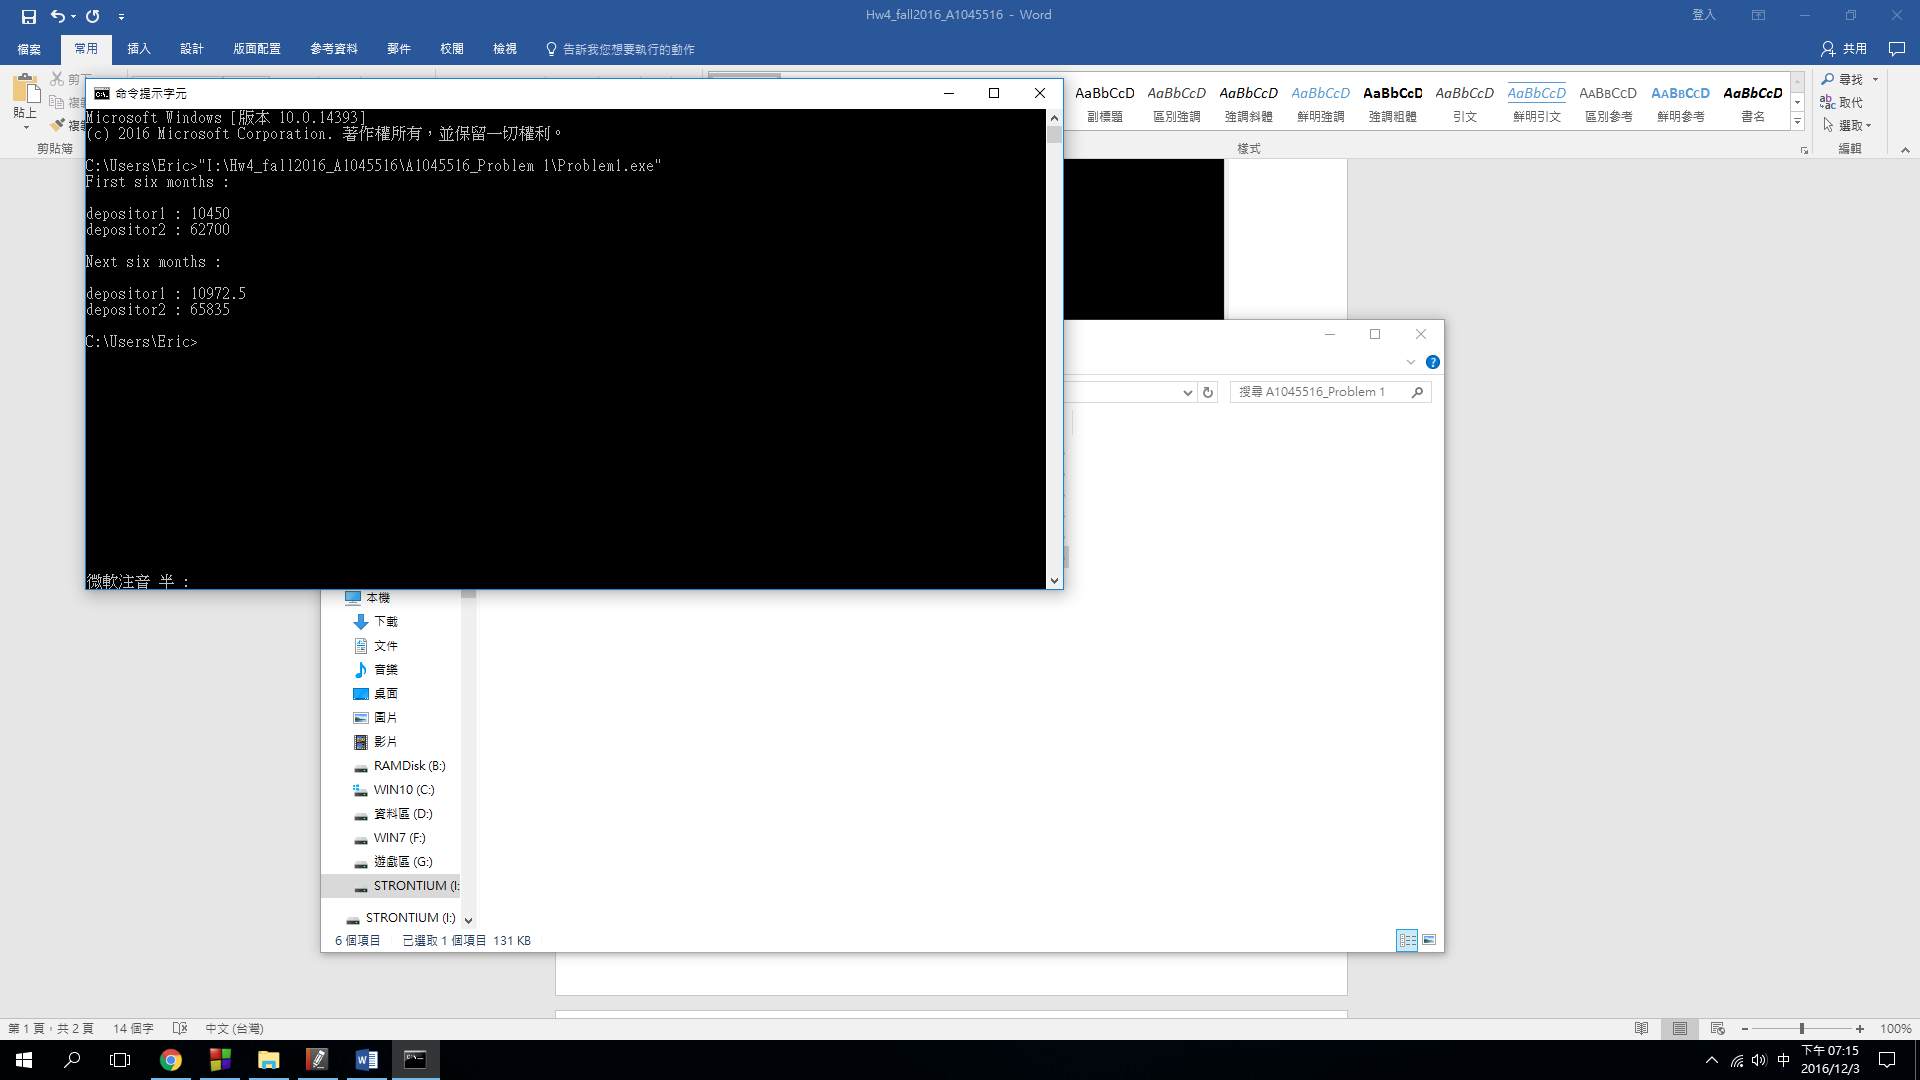 Hw4_fall2016_A1045516 - Word
登入
檔案 常用 插入 設計 版面配置 參考資料 郵件 校閱 檢視 告訴我您想要執行的動作 共用
貼上
剪貼簿
命令提示字元
AaBbCcD AaBbCcD AaBbCcD AaBbCcD AaBbCcD AaBbCcD AaBbCcD AaBbCcD AaBbCcD AaBbCcD
副標題 區別強調 強調斜體 鮮明強調 強調粗體 引文 鮮明引文 區別參考 鮮明參考 書名
樣式
尋找
取代
選取
編輯
Microsoft Windows [版本 10.0.14393]
(c) 2016 Microsoft Corporation. 著作權所有，並保留一切權利。
C:\Users\Eric>"I:\Hw4_fall2016_A1045516\A1045516_Problem 1\Problem1.exe"
First six months :
depositor1 : 10450
depositor2 : 62700
Next six months :
depositor1 : 10972.5
depositor2 : 65835
C:\Users\Eric>
微軟注音 半 :
搜尋 A1045516_Problem 1
本機
下載
文件
音樂
桌面
圖片
影片
RAMDisk (B:)
WIN10 (C:)
資料區 (D:)
WIN7 (F:)
遊戲區 (G:)
STRONTIUM (I:
STRONTIUM (I:)
6 個項目 已選取 1 個項目 131 KB
第 1 頁，共 2 頁 14 個字 中文 (台灣) 100%
中
下午 07:15
2016/12/3